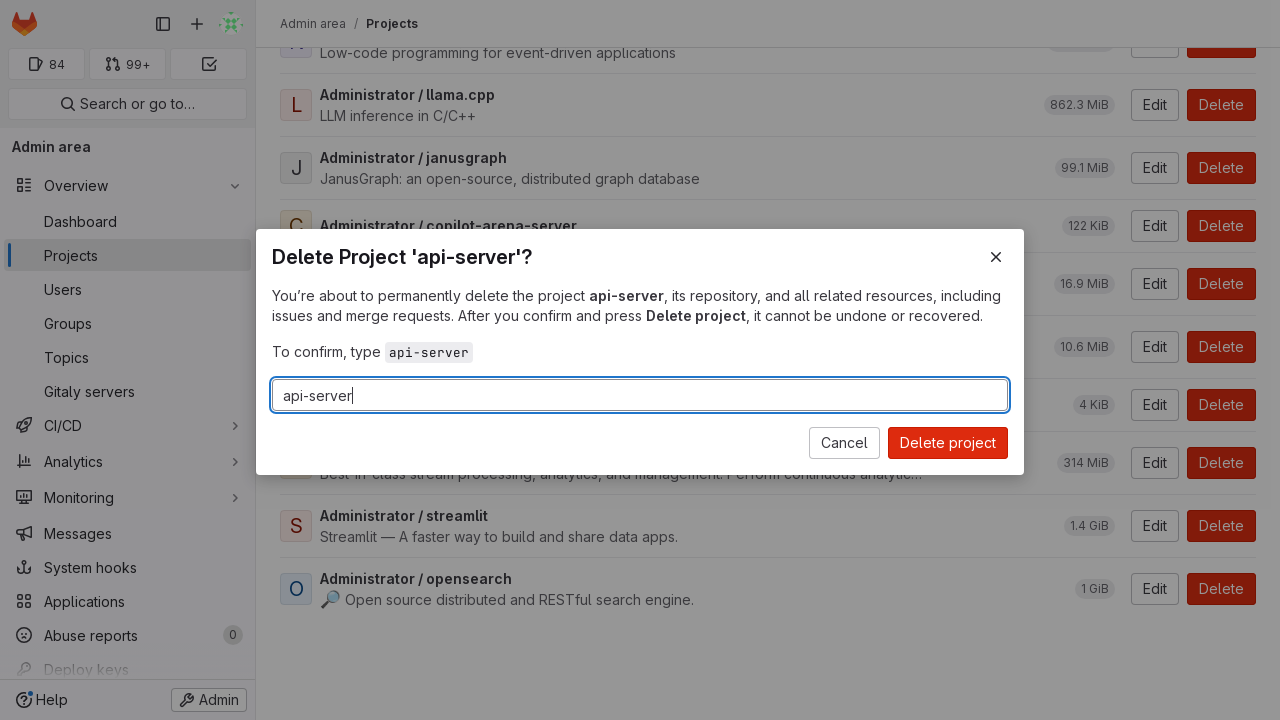 Admin area / Projects
84
99+
Search or go to…
Admin area
Overview
Dashboard
Projects
Users
Groups
Topics
Gitaly servers
CI/CD
Analytics
Monitoring
Messages
System hooks
Applications
Abuse reports 0
Deploy keys
Help
Admin
Low-code programming for event-driven applications
L Administrator / llama.cpp
LLM inference in C/C++
862.3 MiB Edit Delete
J Administrator / janusgraph
JanusGraph: an open-source, distributed graph database
99.1 MiB Edit Delete
C Administrator / copilot-arena-server
122 KiB Edit Delete
16.9 MiB Edit Delete
10.6 MiB Edit Delete
4 KiB Edit Delete
Delete Project 'api-server'?
You’re about to permanently delete the project api-server, its repository, and all related resources, including
issues and merge requests. After you confirm and press Delete project, it cannot be undone or recovered.
To confirm, type api-server
api-server
Cancel Delete project
Best-in-class stream processing, analytics, and management. Perform continuous analytic…
314 MiB Edit Delete
S Administrator / streamlit
Streamlit — A faster way to build and share data apps.
1.4 GiB Edit Delete
O Administrator / opensearch
🔎 Open source distributed and RESTful search engine.
1 GiB Edit Delete